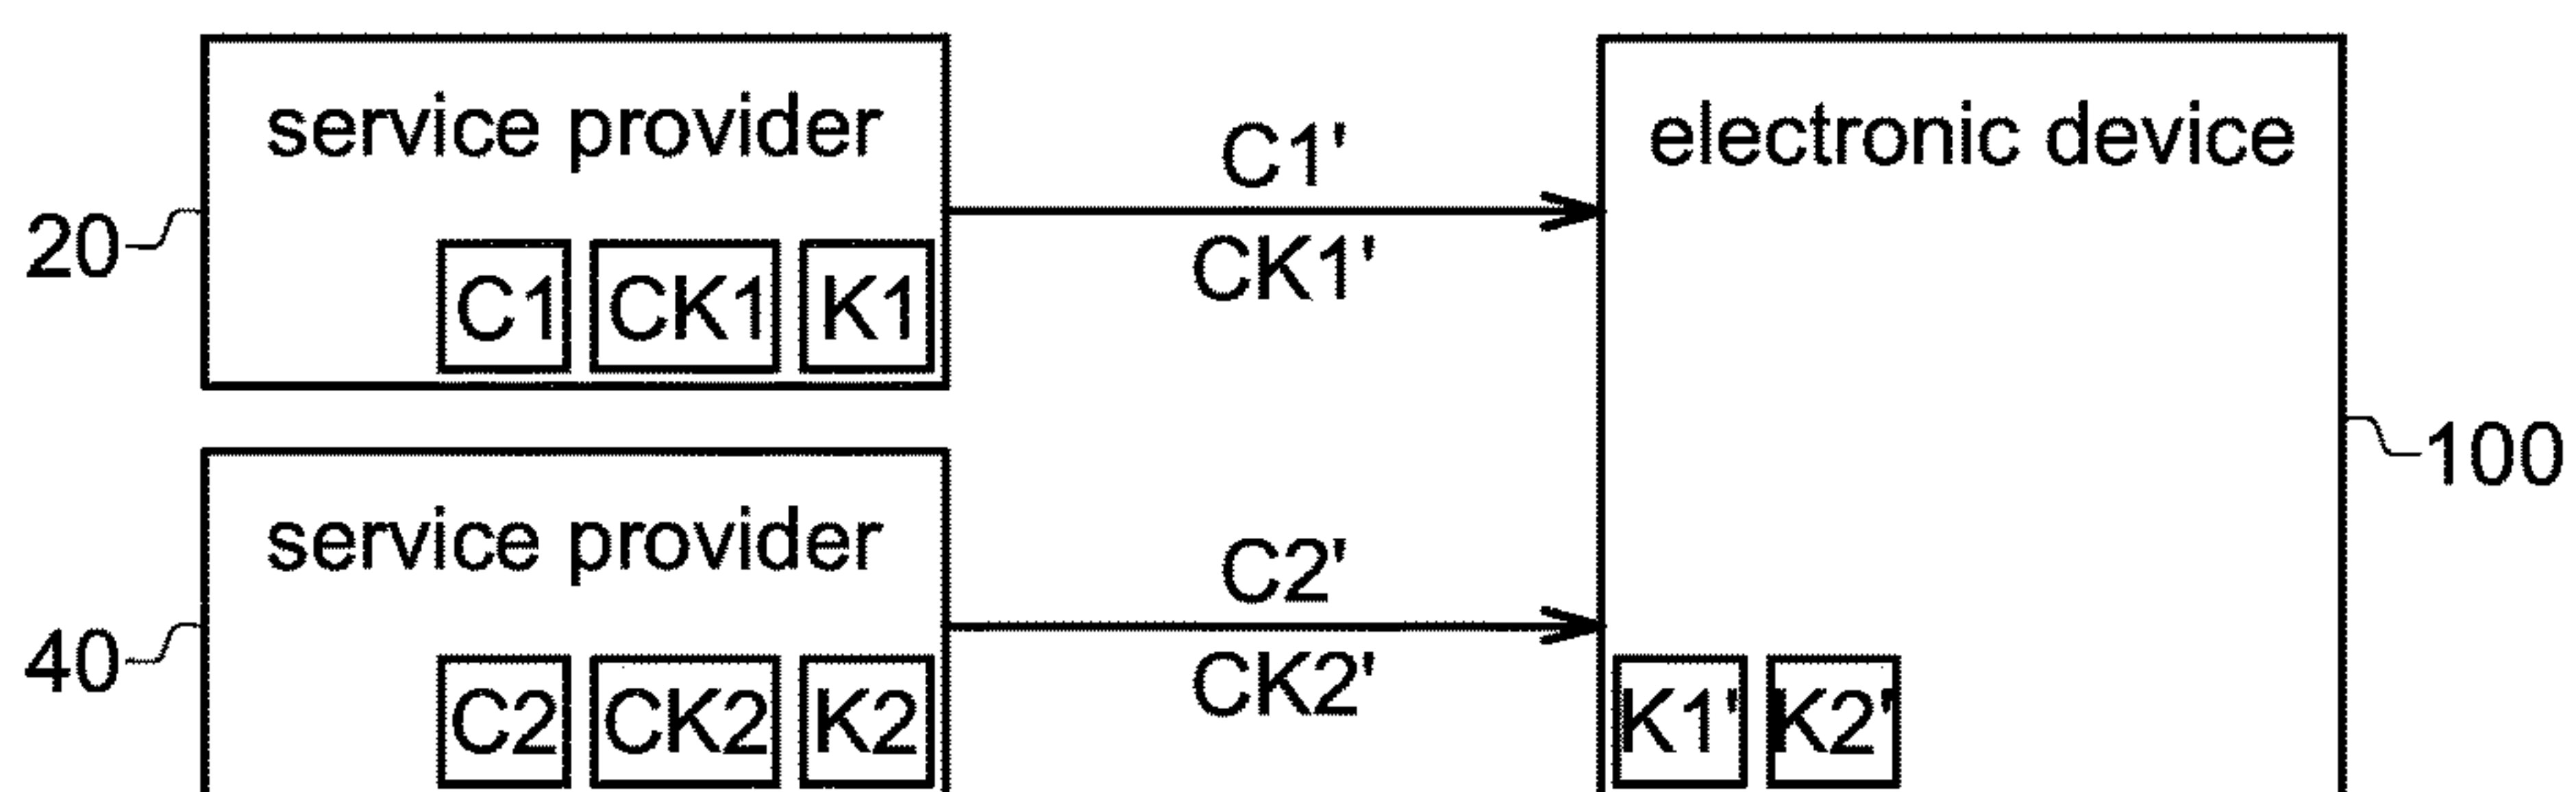 service provider
20
C1 CK1 K1
C1'
CK1'
electronic device
100
service provider
40
C2 CK2 K2
C2'
CK2'
K1' K2'